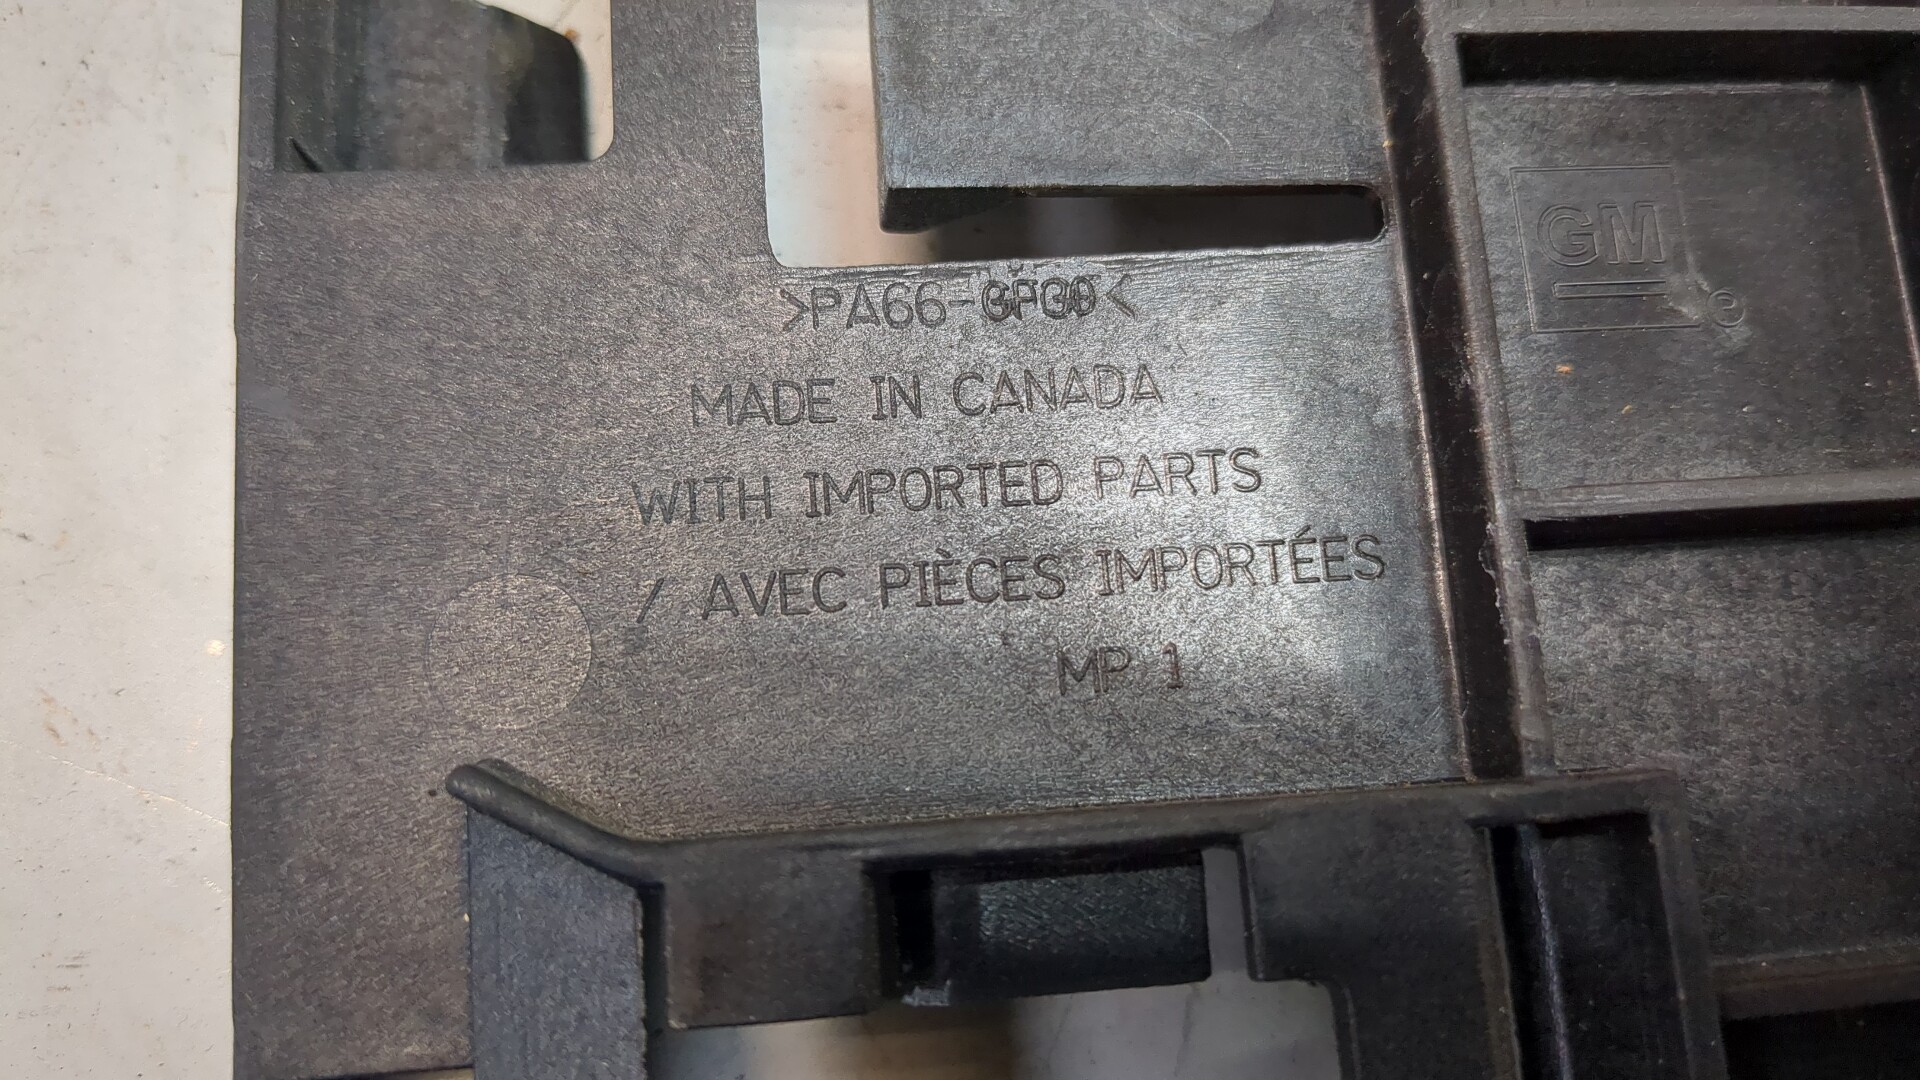 >PA66-GF30<
MADE IN CANADA
WITH IMPORTED PARTS
/ AVEC PIÈCES IMPORTÉES
MP 1
GM
®